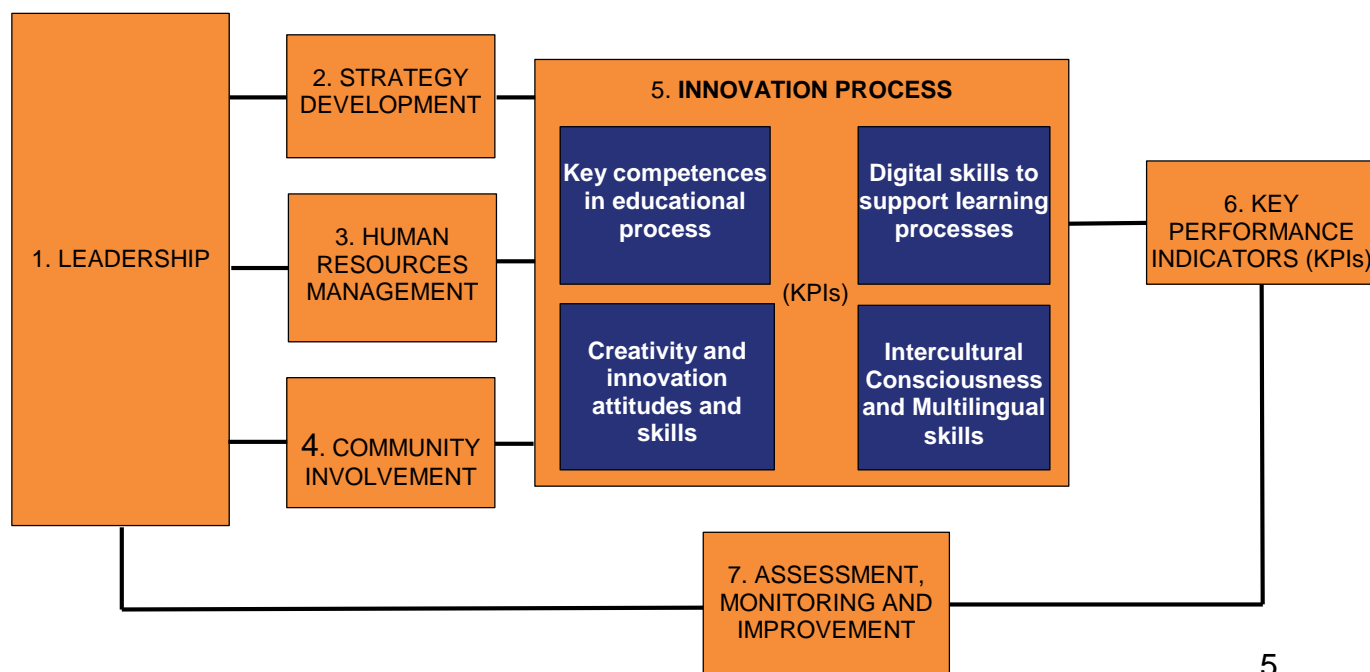 1. LEADERSHIP
2. STRATEGY
DEVELOPMENT
3. HUMAN
RESOURCES
MANAGEMENT
4. COMMUNITY
INVOLVEMENT
5. INNOVATION PROCESS
Key competences
in educational
process
Digital skills to
support learning
processes
(KPIs)
Creativity and
innovation
attitudes and
skills
Intercultural
Consciousness
and Multilingual
skills
6. KEY
PERFORMANCE
INDICATORS (KPIs)
7. ASSESSMENT,
MONITORING AND
IMPROVEMENT
5